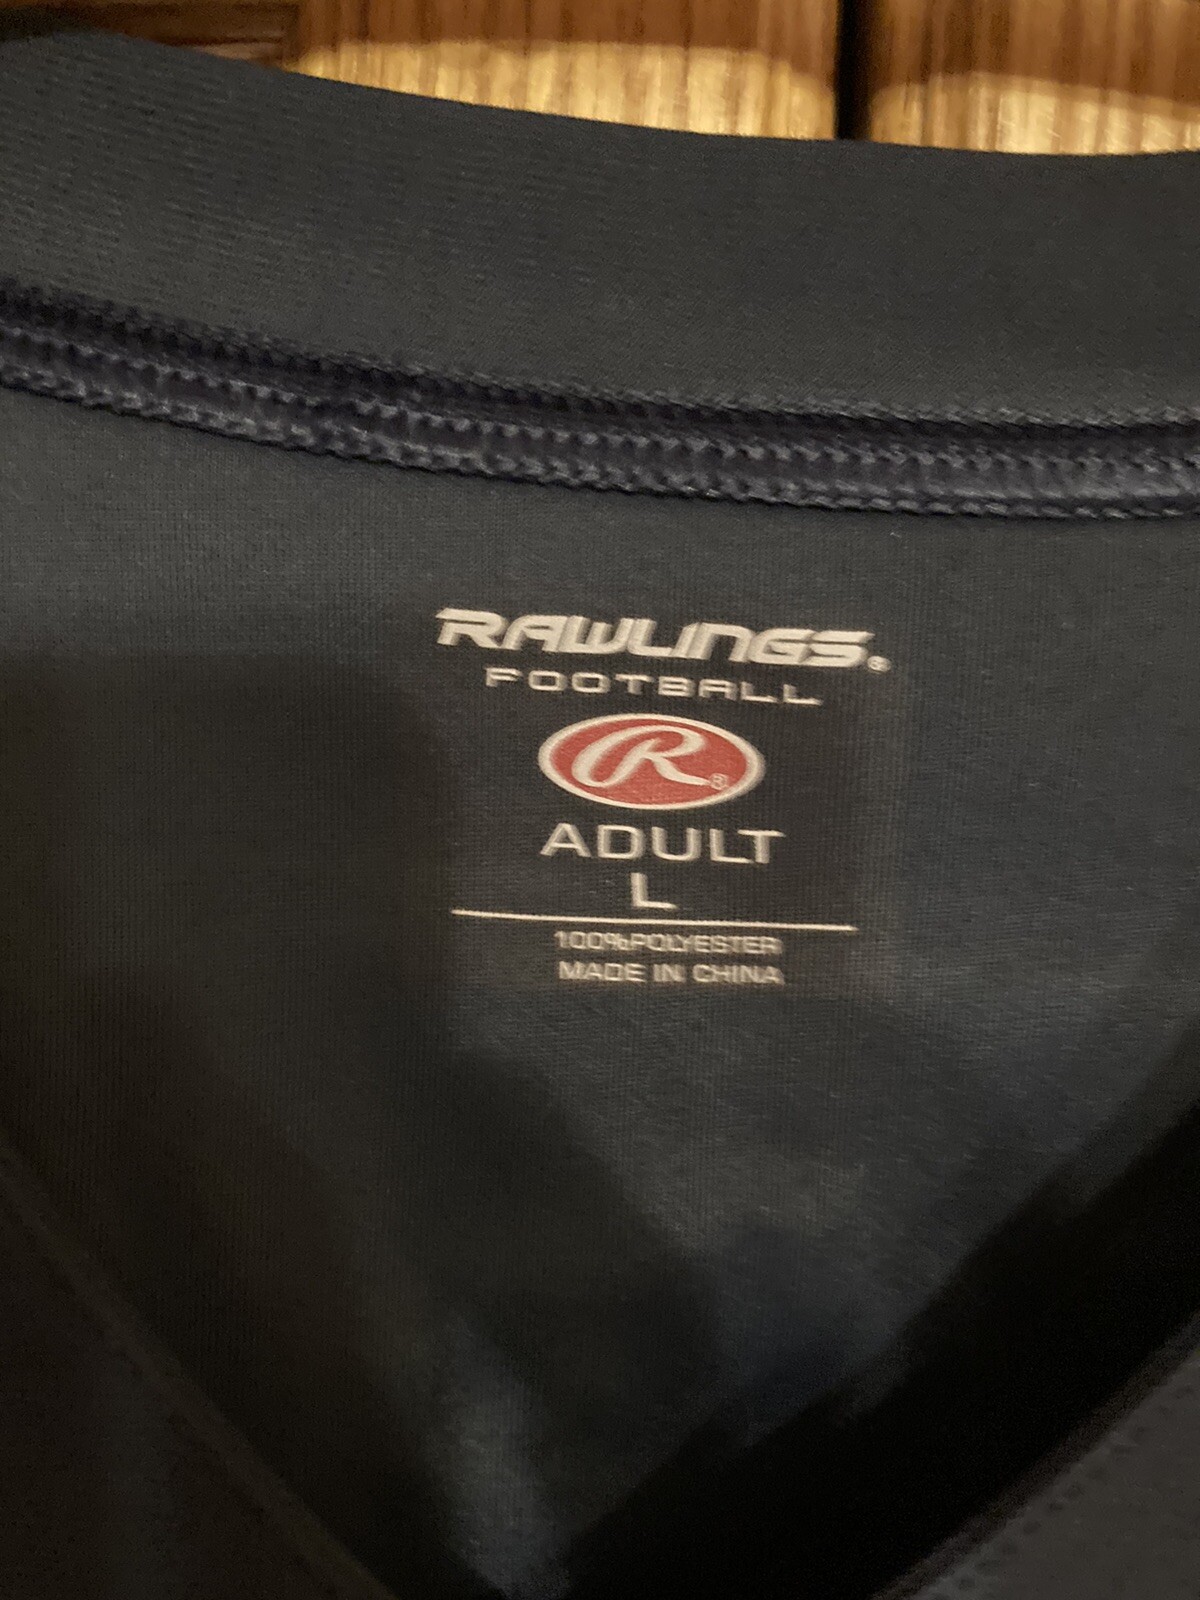 RAWLINGS®
FOOTBALL
R®
ADULT
L
100%POLYESTER
MADE IN CHINA